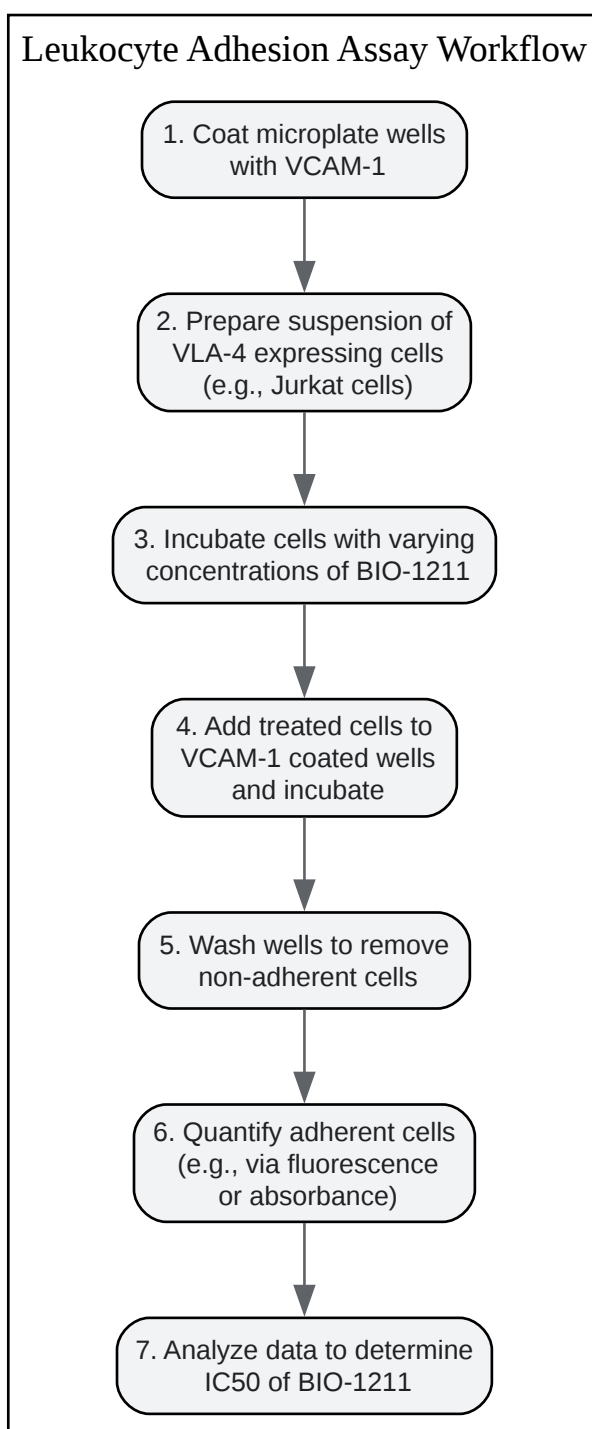 Leukocyte Adhesion Assay Workflow
1. Coat microplate wells
with VCAM-1
2. Prepare suspension of
VLA-4 expressing cells
(e.g., Jurkat cells)
3. Incubate cells with varying
concentrations of BIO-1211
4. Add treated cells to
VCAM-1 coated wells
and incubate
5. Wash wells to remove
non-adherent cells
6. Quantify adherent cells
(e.g., via fluorescence
or absorbance)
7. Analyze data to determine
IC50 of BIO-1211